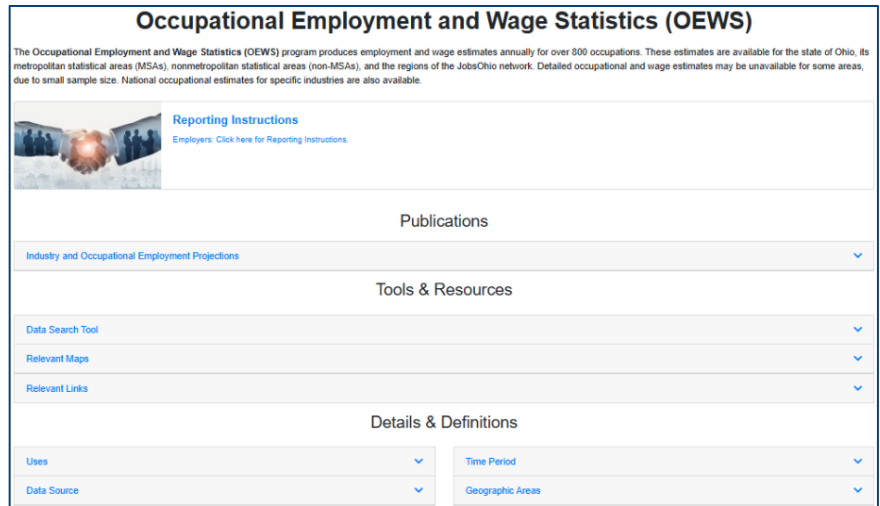 Occupational Employment and Wage Statistics (OEWS)
The Occupational Employment and Wage Statistics (OEWS) program produces employment and wage estimates annually for over 800 occupations. These estimates are available for the state of Ohio, its
metropolitan statistical areas (MSAs), nonmetropolitan statistical areas (non-MSAs), and the regions of the JobsOhio network. Detailed occupational and wage estimates may be unavailable for some areas,
due to small sample size. National occupational estimates for specific industries are also available.
Reporting Instructions
Employers: Click here for Reporting Instructions.
Publications
Industry and Occupational Employment Projections
Tools & Resources
Data Search Tool
Relevant Maps
Relevant Links
Details & Definitions
Uses
Time Period
Data Source
Geographic Areas